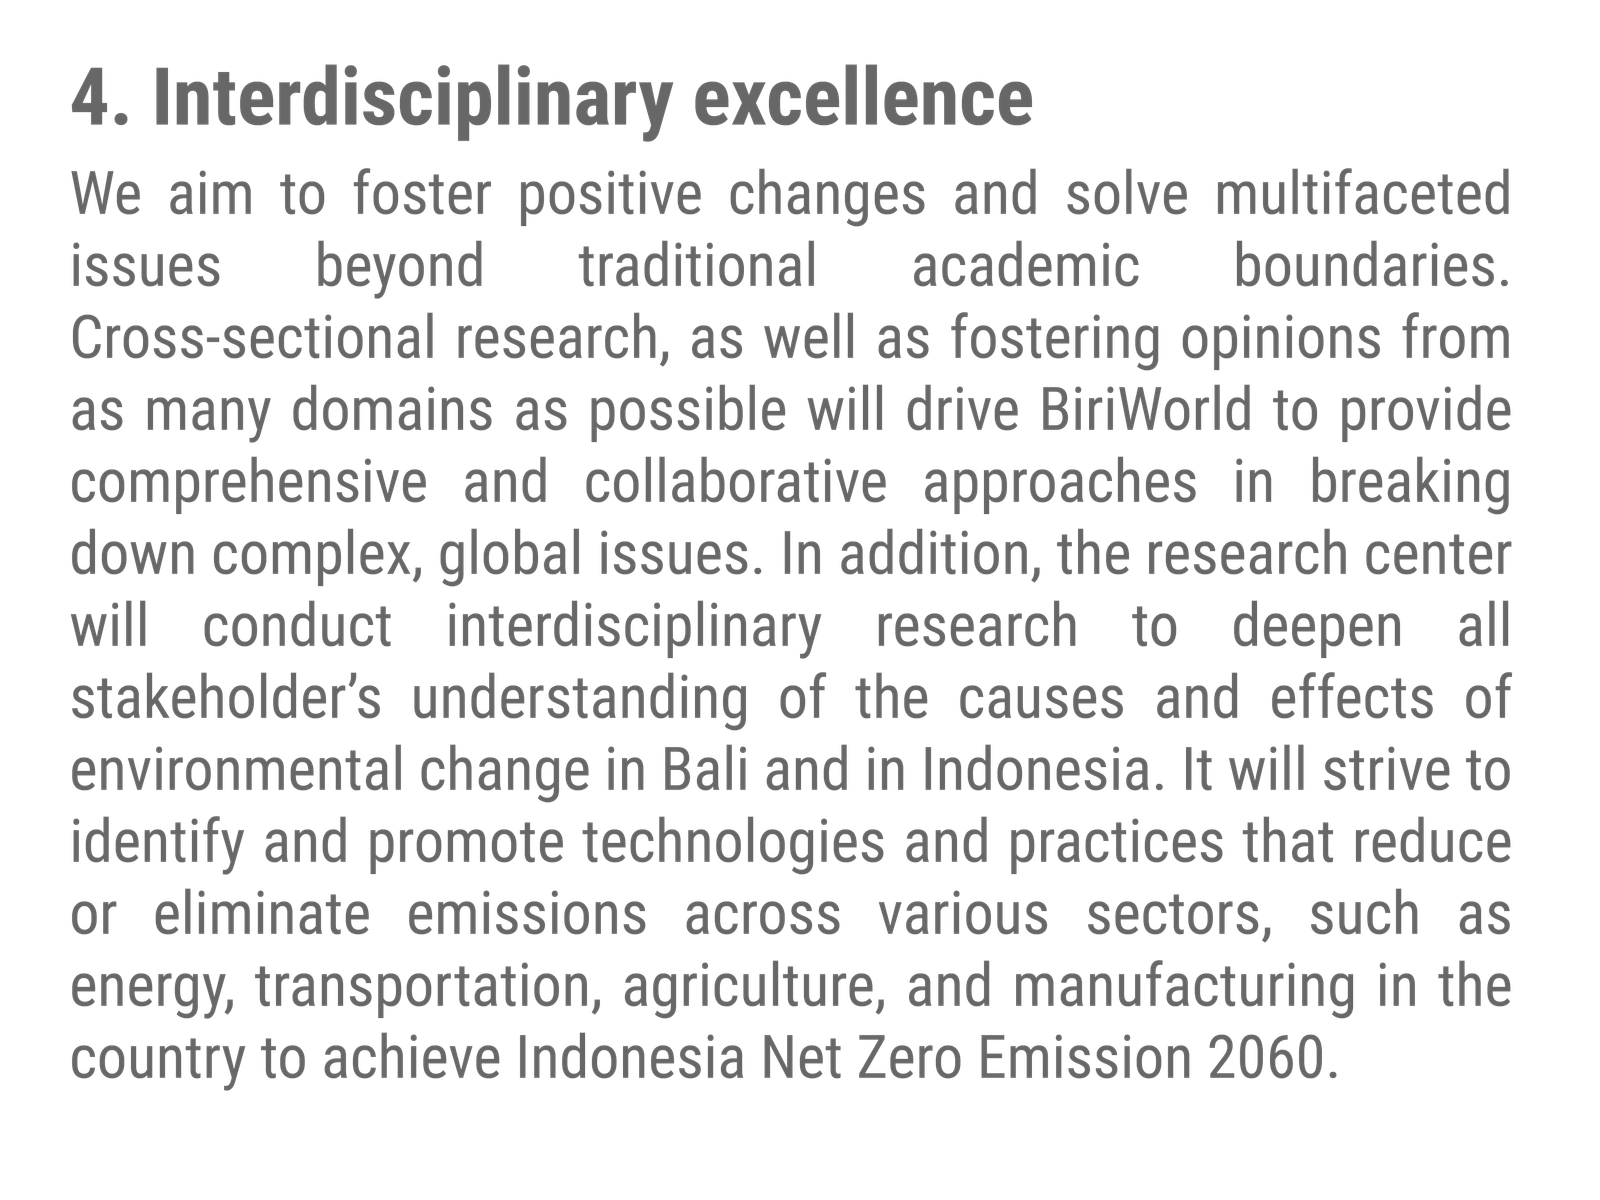 4. Interdisciplinary excellence
We aim to foster positive changes and solve multifaceted
issues beyond traditional academic boundaries.
Cross-sectional research, as well as fostering opinions from
as many domains as possible will drive BiriWorld to provide
comprehensive and collaborative approaches in breaking
down complex, global issues. In addition, the research center
will conduct interdisciplinary research to deepen all
stakeholder’s understanding of the causes and effects of
environmental change in Bali and in Indonesia. It will strive to
identify and promote technologies and practices that reduce
or eliminate emissions across various sectors, such as
energy, transportation, agriculture, and manufacturing in the
country to achieve Indonesia Net Zero Emission 2060.